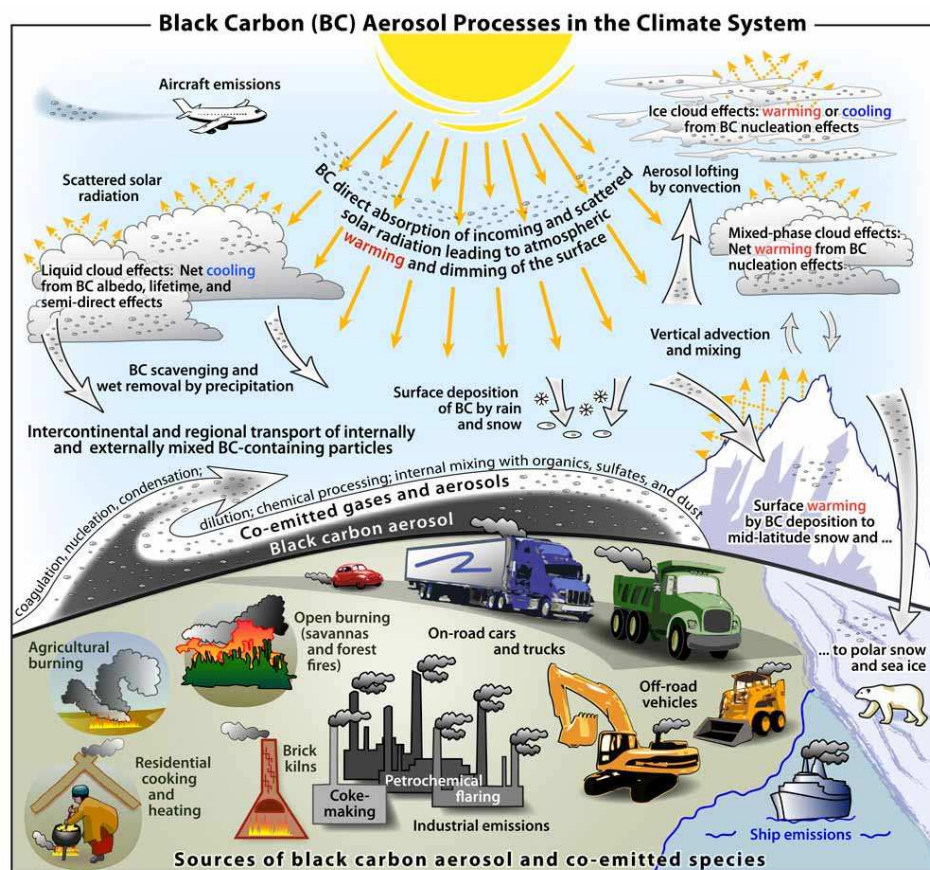 Black Carbon (BC) Aerosol Processes in the Climate System
Aircraft emissions
Ice cloud effects: warming or cooling
from BC nucleation effects
Scattered solar
radiation
BC direct absorption of incoming and scattered
solar radiation leading to atmospheric
warming and dimming of the surface
Aerosol lofting
by convection
Liquid cloud effects: Net cooling
from BC albedo, lifetime, and
semi-direct effects
Mixed-phase cloud effects:
Net warming from BC
nucleation effects
Vertical advection
and mixing
BC scavenging and
wet removal by precipitation
Surface deposition
of BC by rain
and snow
Intercontinental and regional transport of internally
and externally mixed BC-containing particles
coagulation, nucleation, condensation;
dilution; chemical processing; internal mixing with organics, sulfates, and dust
Co-emitted gases and aerosols
Black carbon aerosol
Surface warming
by BC deposition to
mid-latitude snow and ...
... to polar snow
and sea ice
Agricultural
burning
Open burning
(savannas
and forest
fires)
On-road cars
and trucks
Off-road
vehicles
Residential
cooking
and
heating
Brick
kilns
Coke-
making
Petrochemical
flaring
Industrial emissions
Ship emissions
Sources of black carbon aerosol and co-emitted species